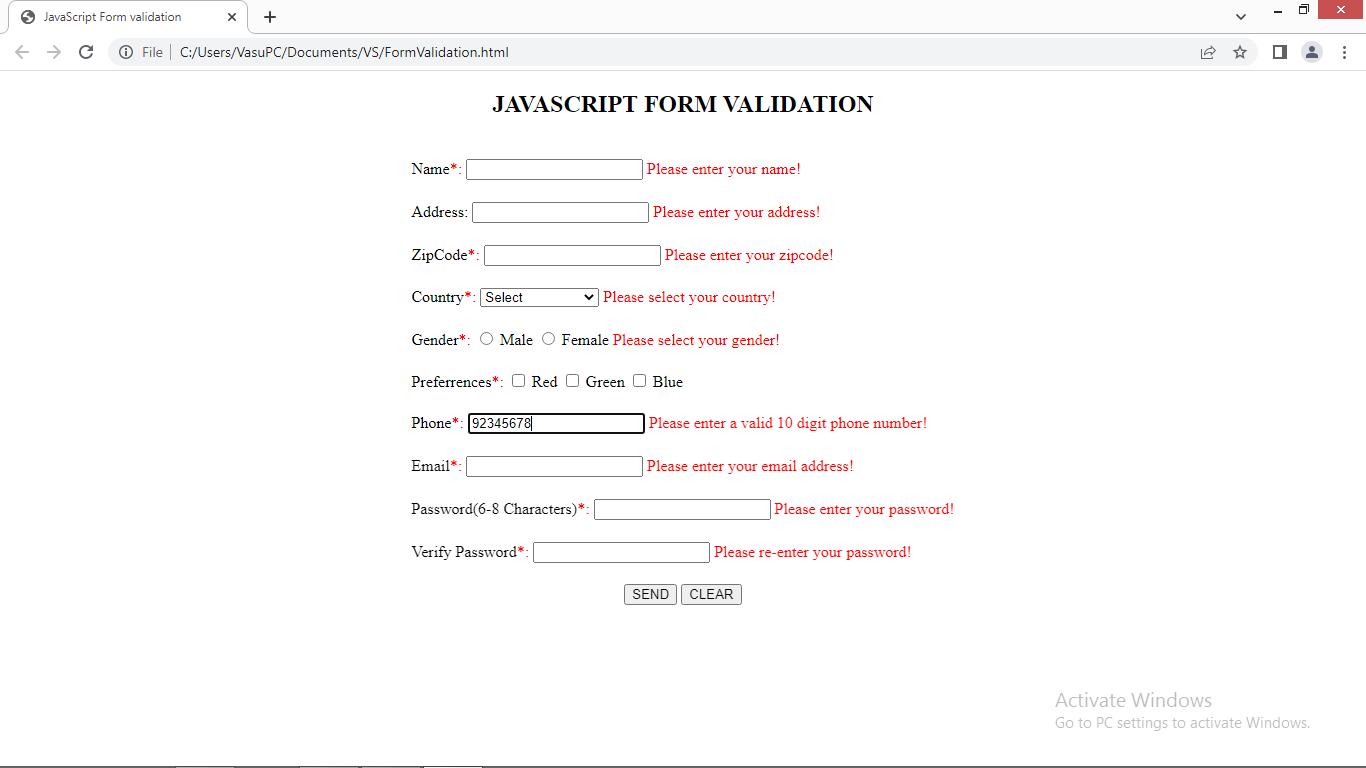 JavaScript Form validation
File C:/Users/VasuPC/Documents/VS/FormValidation.html
JAVASCRIPT FORM VALIDATION
Name*: Please enter your name!
Address: Please enter your address!
ZipCode*: Please enter your zipcode!
Country*: Select Please select your country!
Gender*: Male Female Please select your gender!
Preferrences*: Red Green Blue
Phone*: 92345678 Please enter a valid 10 digit phone number!
Email*: Please enter your email address!
Password(6-8 Characters)*: Please enter your password!
Verify Password*: Please re-enter your password!
SEND CLEAR
Activate Windows
Go to PC settings to activate Windows.